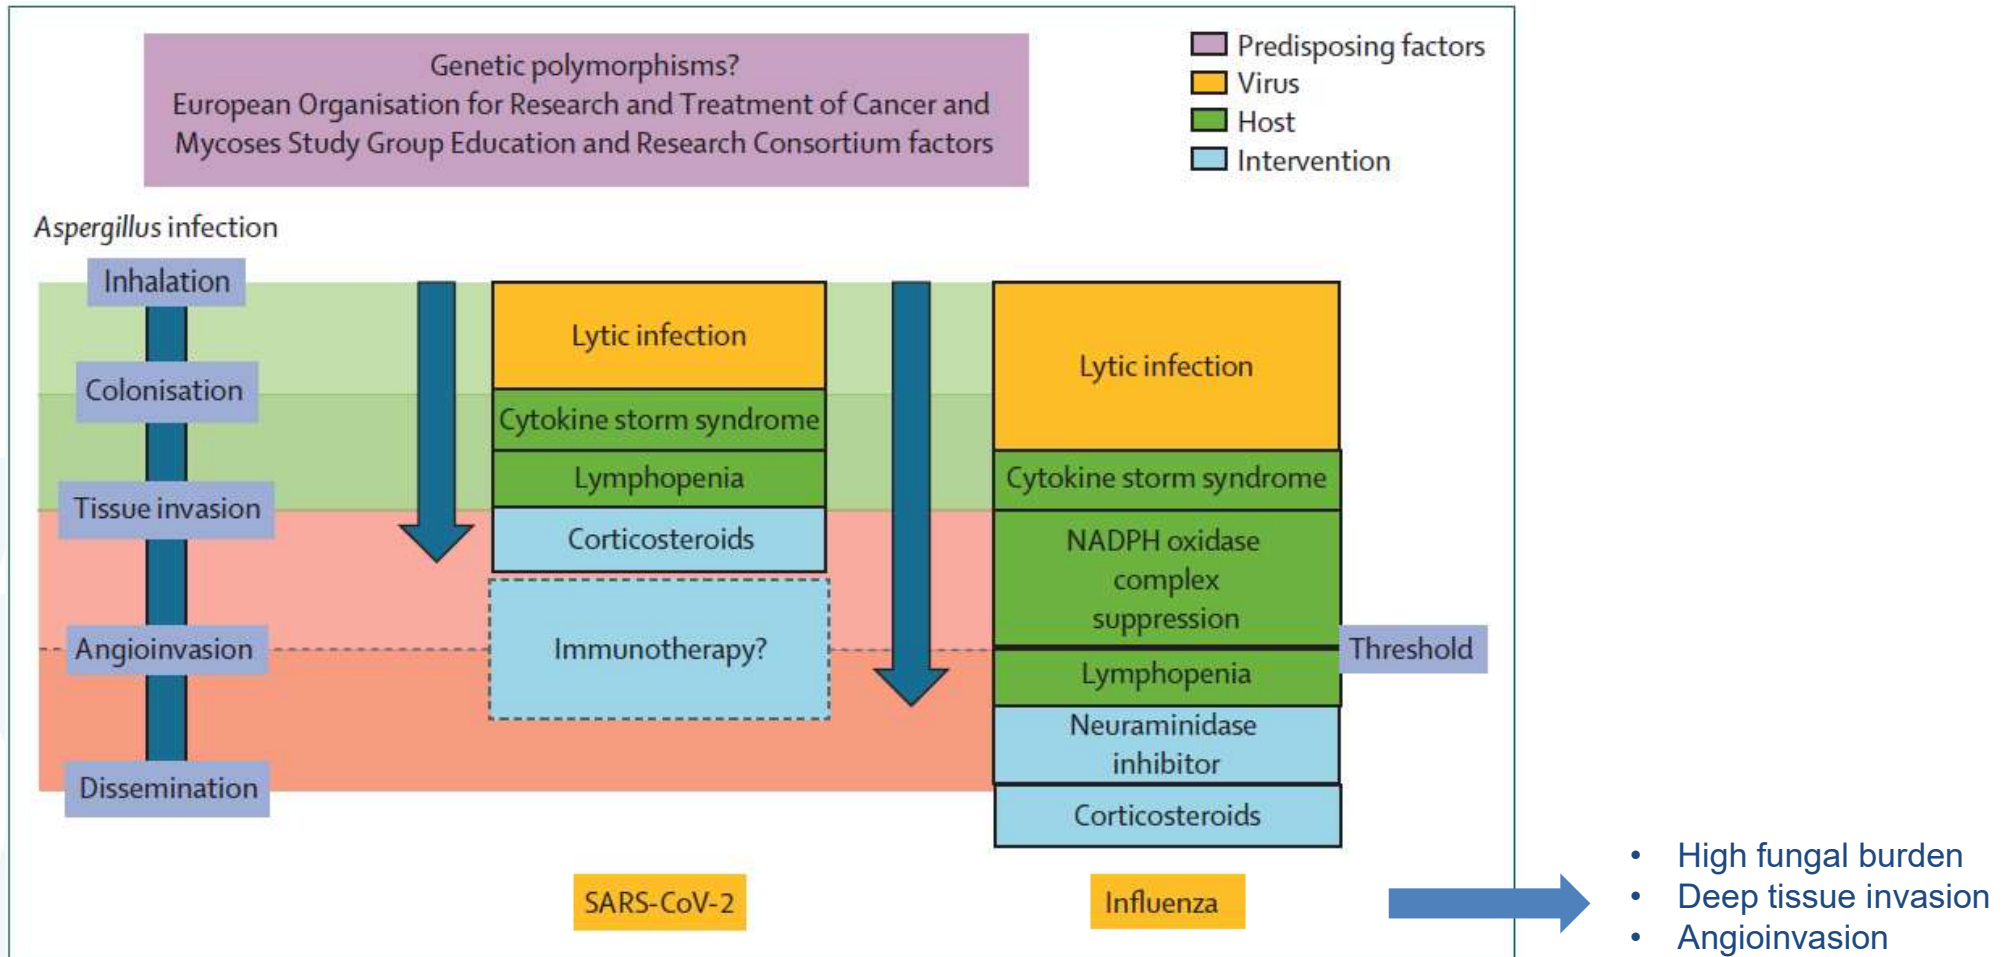 Genetic polymorphisms?
European Organisation for Research and Treatment of Cancer and
Mycoses Study Group Education and Research Consortium factors
Predisposing factors
Virus
Host
Intervention
Aspergillus infection
Inhalation
Colonisation
Tissue invasion
Angioinvasion
Dissemination
Lytic infection
Cytokine storm syndrome
Lymphopenia
Corticosteroids
Immunotherapy?
SARS-CoV-2
Lytic infection
Cytokine storm syndrome
NADPH oxidase
complex
suppression
Lymphopenia
Neuraminidase
inhibitor
Corticosteroids
Influenza
Threshold
• High fungal burden
• Deep tissue invasion
• Angioinvasion